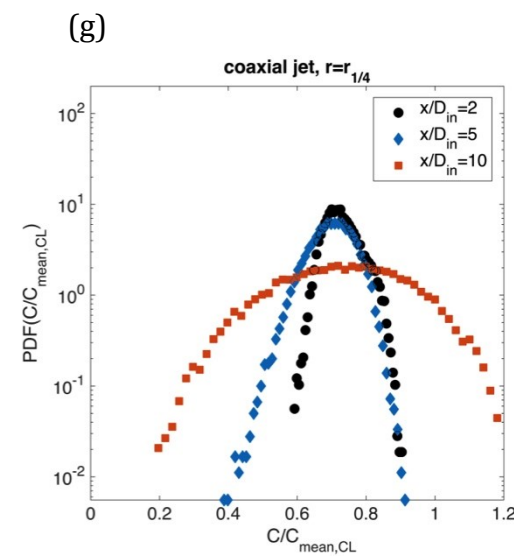 (g)
coaxial jet, r=r1/4
x/Din=2
x/Din=5
x/Din=10
PDF(C/Cmean,CL)
10²
10¹
10⁰
10⁻¹
10⁻²
0 0.2 0.4 0.6 0.8 1 1.2
C/Cmean,CL